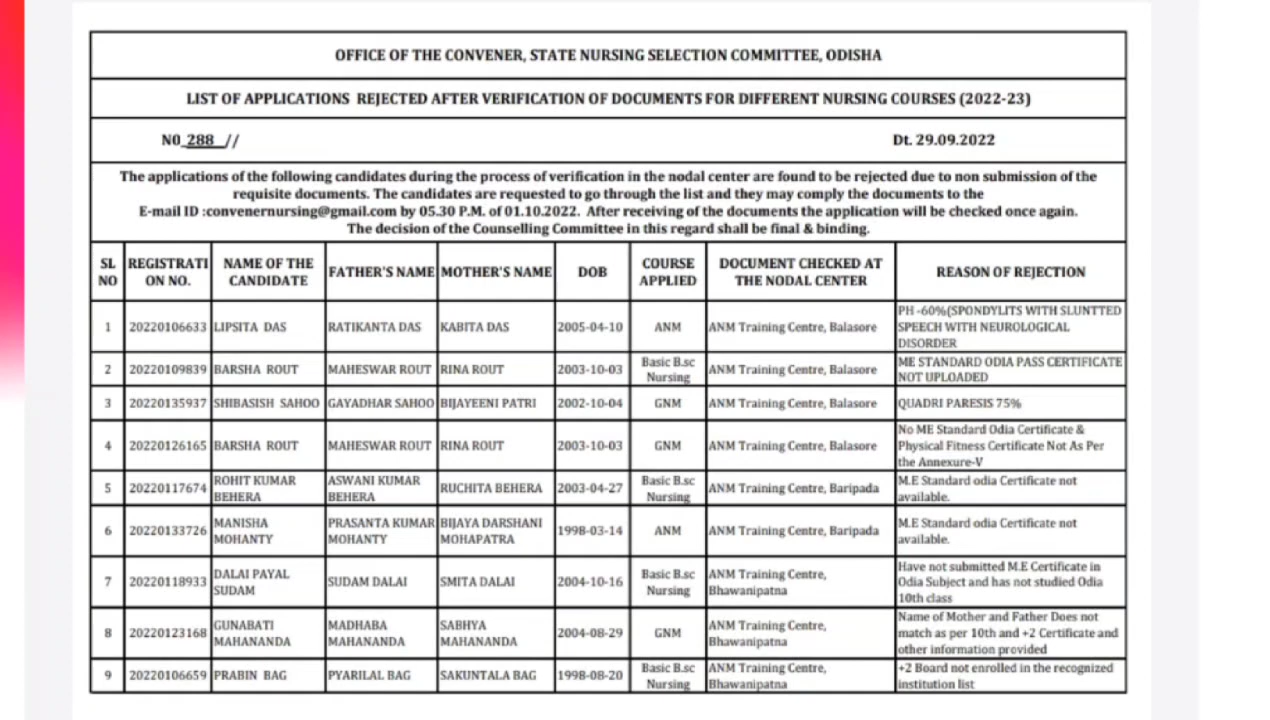 OFFICE OF THE CONVENER, STATE NURSING SELECTION COMMITTEE, ODISHA
LIST OF APPLICATIONS REJECTED AFTER VERIFICATION OF DOCUMENTS FOR DIFFERENT NURSING COURSES (2022-23)
NO 288 // Dt. 29.09.2022
The applications of the following candidates during the process of verification in the nodal center are found to be rejected due to non submission of the
requisite documents. The candidates are requested to go through the list and they may comply the documents to the
E-mail ID :convenernursing@gmail.com by 05.30 P.M. of 01.10.2022. After receiving of the documents the application will be checked once again.
The decision of the Counselling Committee in this regard shall be final & binding.
SL NO REGISTRATI ON NO. NAME OF THE CANDIDATE FATHER'S NAME MOTHER'S NAME DOB COURSE APPLIED DOCUMENT CHECKED AT THE NODAL CENTER REASON OF REJECTION
1 20220106633 LIPSITA DAS RATIKANTA DAS KABITA DAS 2005-04-10 ANM ANM Training Centre, Balasore PH -60%(SPONDYLITS WITH SLUNTTED SPEECH WITH NEUROLOGICAL DISORDER
2 20220109839 BARSHA ROUT MAHESWAR ROUT RINA ROUT 2003-10-03 Basic B.sc Nursing ANM Training Centre, Balasore ME STANDARD ODIA PASS CERTIFICATE NOT UPLOADED
3 20220135937 SHIBASISH SAHOO GAYADHAR SAHOO BIJAYEENI PATRI 2002-10-04 GNM ANM Training Centre, Balasore QUADRI PARESIS 75%
4 20220126165 BARSHA ROUT MAHESWAR ROUT RINA ROUT 2003-10-03 GNM ANM Training Centre, Balasore No ME Standard Odia Certificate & Physical Fitness Certificate Not As Per the Annexure-V
5 20220117674 ROHIT KUMAR BEHERA ASWANI KUMAR BEHERA RUCHITA BEHERA 2003-04-27 Basic B.sc Nursing ANM Training Centre, Baripada M.E Standard odia Certificate not available.
6 20220133726 MANISHA MOHANTY PRASANTA KUMAR MOHANTY BIJAYA DARSHANI MOHAPATRA 1998-03-14 ANM ANM Training Centre, Baripada M.E Standard odia Certificate not available.
7 20220118933 DALAI PAYAL SUDAM SUDAM DALAI SMITA DALAI 2004-10-16 Basic B.sc Nursing ANM Training Centre, Bhawanipatna Have not submitted M.E Certificate in Odia Subject and has not studied Odia 10th class
8 20220123168 GUNABATI MAHANANDA MADHABA MAHANANDA SABHYA MAHANANDA 2004-08-29 GNM ANM Training Centre, Bhawanipatna Name of Mother and Father Does not match as per 10th and +2 Certificate and other information provided
9 20220106659 PRABIN BAG PYARILAL BAG SAKUNTALA BAG 1998-08-20 Basic B.sc Nursing ANM Training Centre, Bhawanipatna +2 Board not enrolled in the recognized institution list